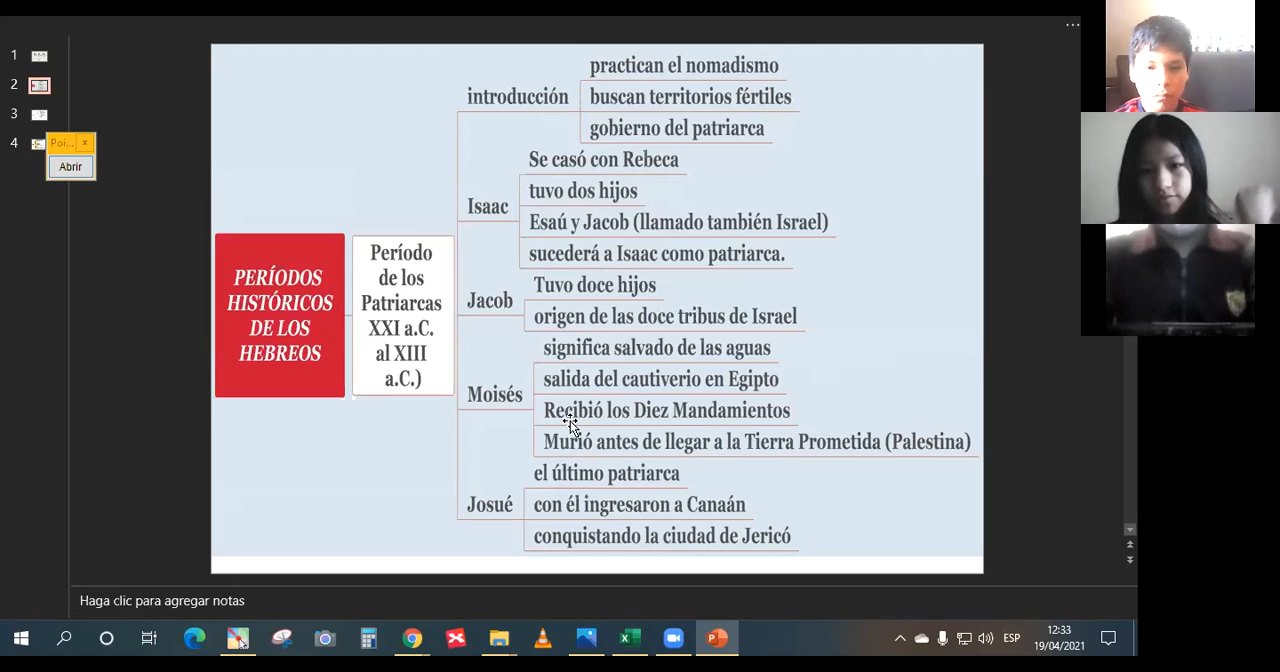 1
2
3
4
Poi... x
Abrir
PERÍODOS
HISTÓRICOS
DE LOS
HEBREOS
Período
de los
Patriarcas
XXI a.C.
al XIII
a.C.)
introducción
practican el nomadismo
buscan territorios fértiles
gobierno del patriarca
Isaac
Se casó con Rebeca
tuvo dos hijos
Esaú y Jacob (llamado también Israel)
sucederá a Isaac como patriarca.
Jacob
Tuvo doce hijos
origen de las doce tribus de Israel
Moisés
significa salvado de las aguas
salida del cautiverio en Egipto
Recibió los Diez Mandamientos
Murió antes de llegar a la Tierra Prometida (Palestina)
Josué
el último patriarca
con él ingresaron a Canaán
conquistando la ciudad de Jericó
Haga clic para agregar notas
ESP
12:33
19/04/2021